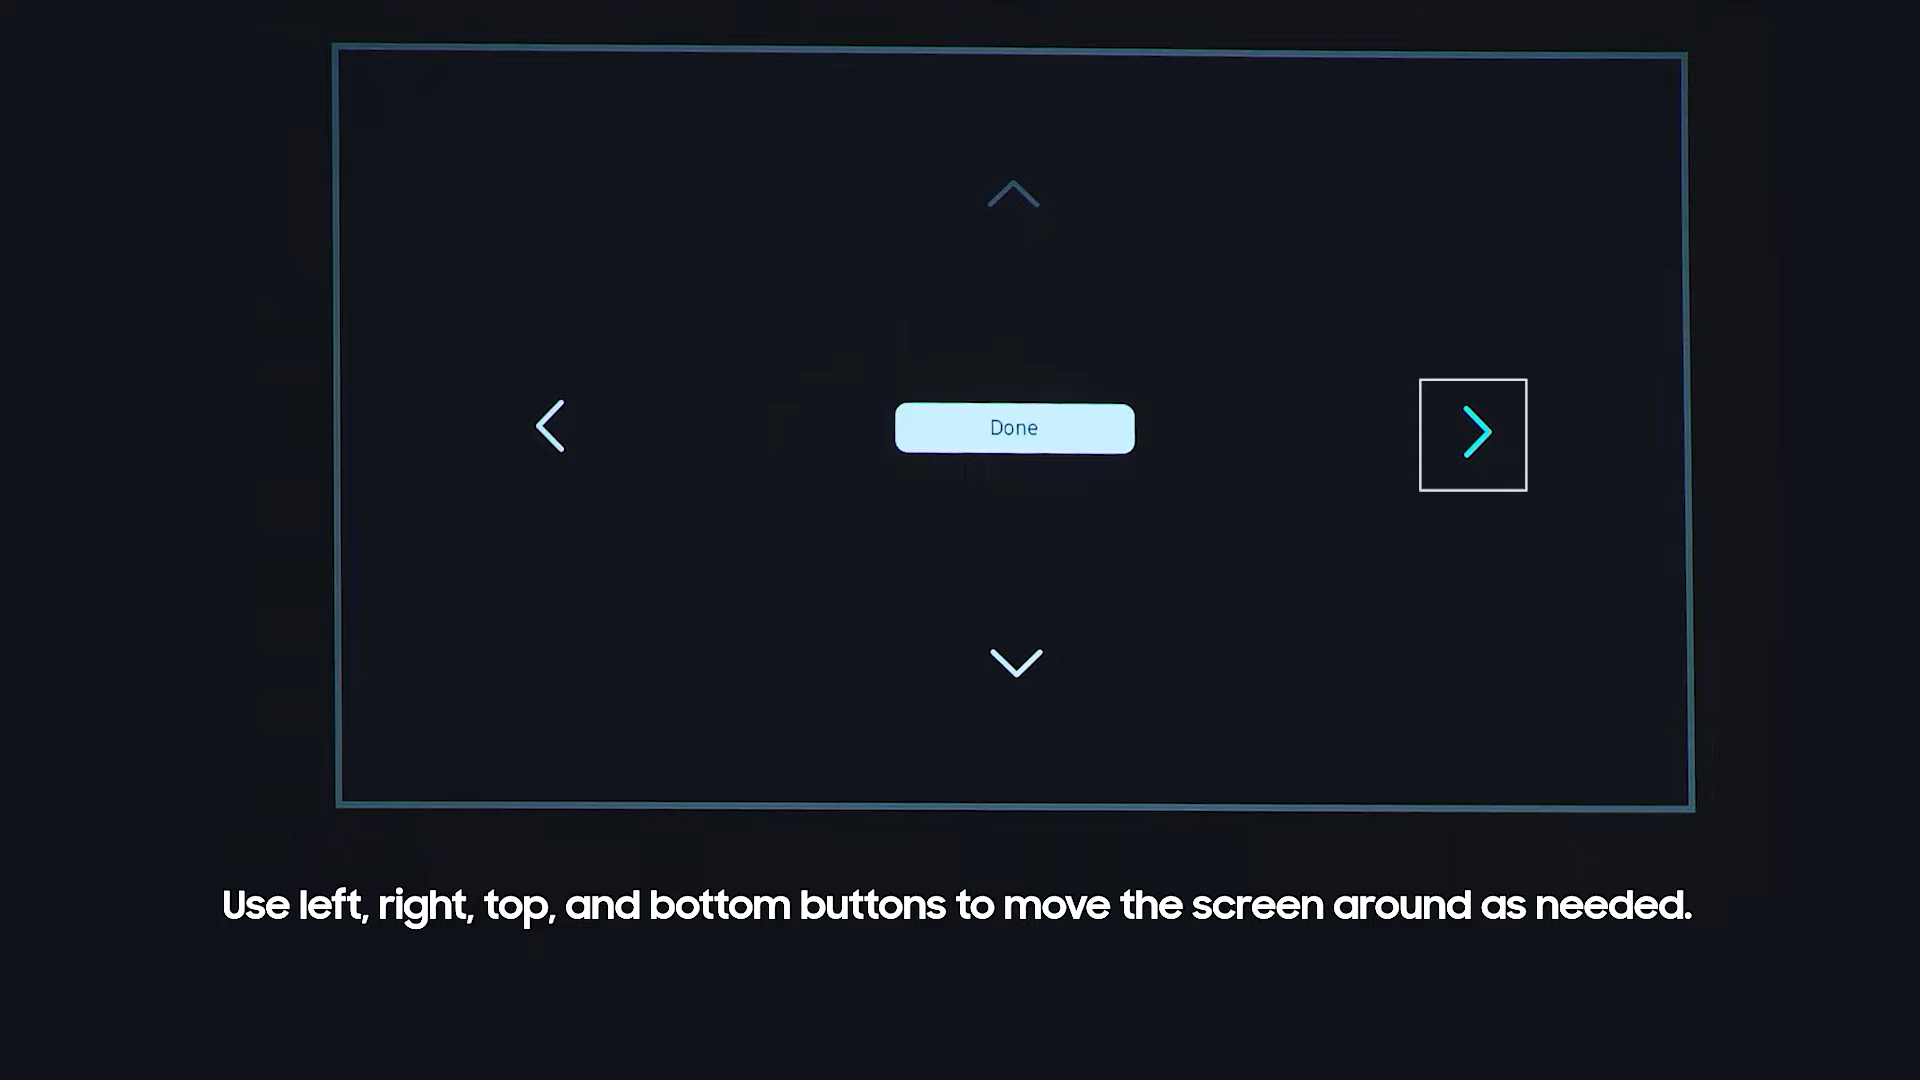 Done
Use left, right, top, and bottom buttons to move the screen around as needed.